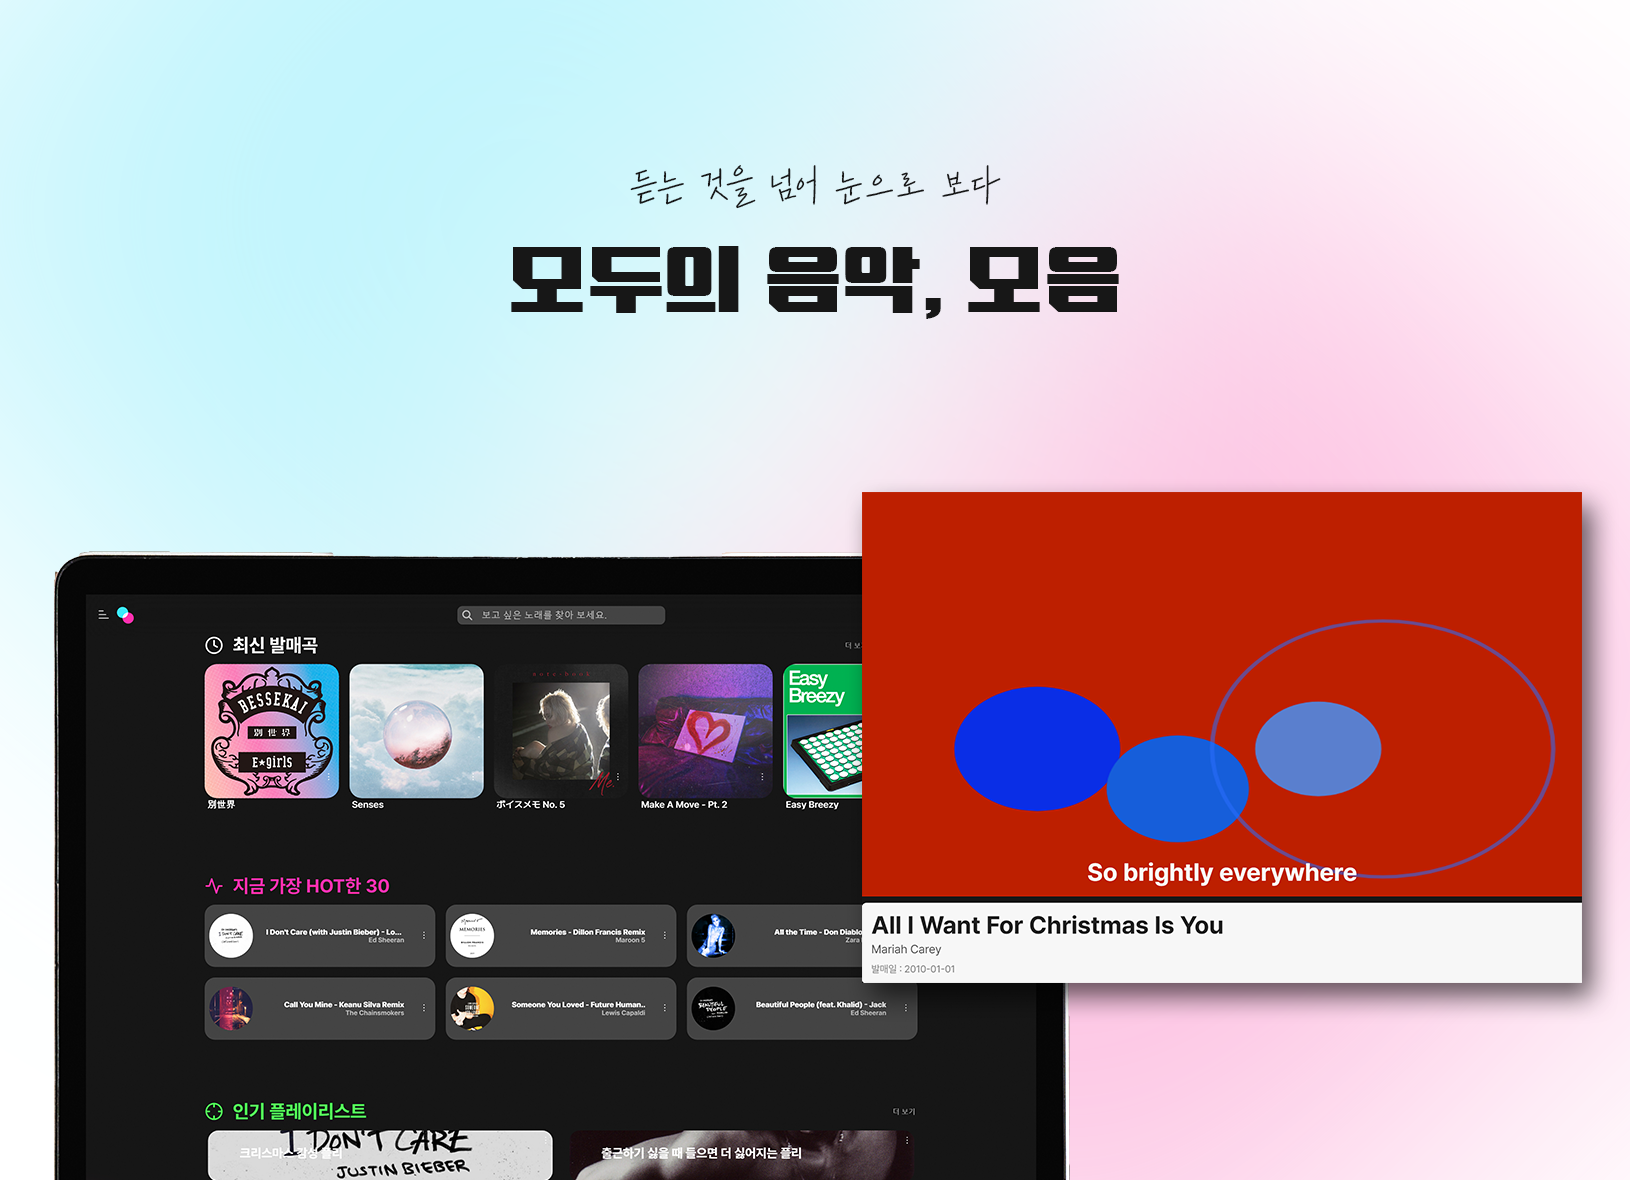 듣는 것을 넘어 눈으로 보다
모두의 음악, 모음
보고 싶은 노래를 찾아 보세요.
최신 발매곡
더 보
BESSEKAI
別世界
E★girls
Easy
Breezy
Me.
別世界
Senses
ボイスメモ No. 5
Make A Move - Pt. 2
Easy Breezy
지금 가장 HOT한 30
I Don't Care (with Justin Bieber) - Lo...
Ed Sheeran
MEMORIES
Memories - Dillon Francis Remix
Maroon 5
All the Time - Don Diablo
Zara
Call You Mine - Keanu Silva Remix
The Chainsmokers
Someone You Loved - Future Human..
Lewis Capaldi
BEAUTIFUL
PEOPLE
Beautiful People (feat. Khalid) - Jack
Ed Sheeran
인기 플레이리스트
더 보기
I DON'T CARE
JUSTIN BIEBER
크리스마스 감성 플리
출근하기 싫을 때 들으면 더 싫어지는 플리
So brightly everywhere
All I Want For Christmas Is You
Mariah Carey
발매일 : 2010-01-01